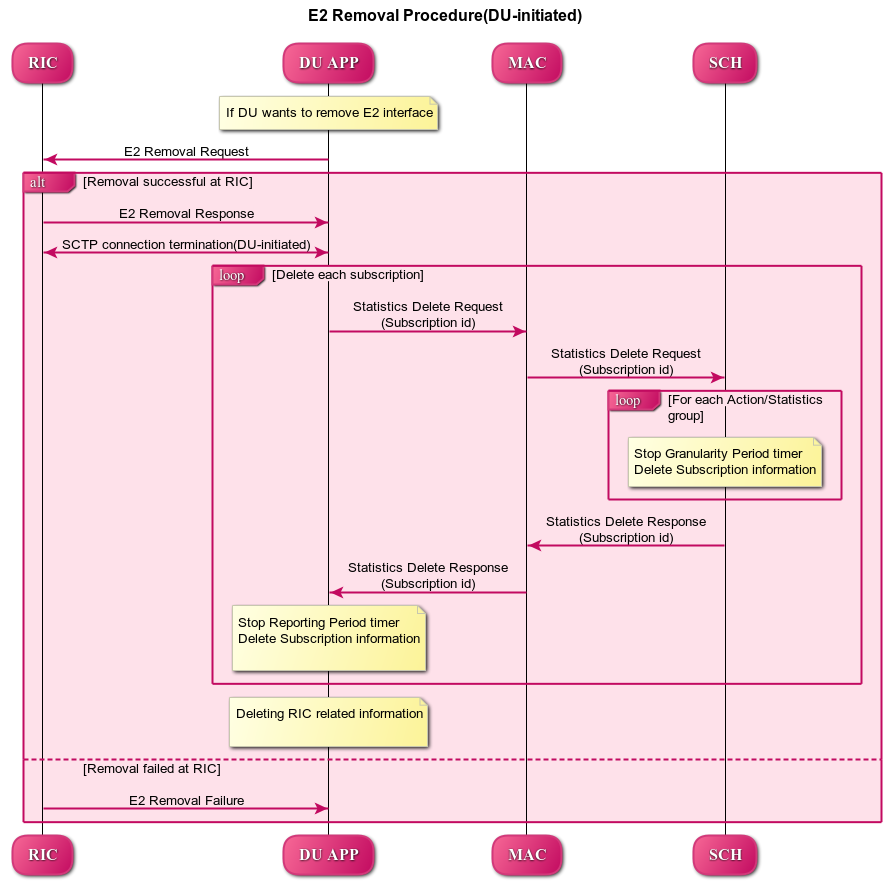 E2 Removal Procedure(DU-initiated)
RIC
DU APP
MAC
SCH
If DU wants to remove E2 interface
E2 Removal Request
alt
[Removal successful at RIC]
E2 Removal Response
SCTP connection termination(DU-initiated)
loop
[Delete each subscription]
Statistics Delete Request
(Subscription id)
Statistics Delete Request
(Subscription id)
loop
[For each Action/Statistics
group]
Stop Granularity Period timer
Delete Subscription information
Statistics Delete Response
(Subscription id)
Statistics Delete Response
(Subscription id)
Stop Reporting Period timer
Delete Subscription information
Deleting RIC related information
[Removal failed at RIC]
E2 Removal Failure
RIC
DU APP
MAC
SCH